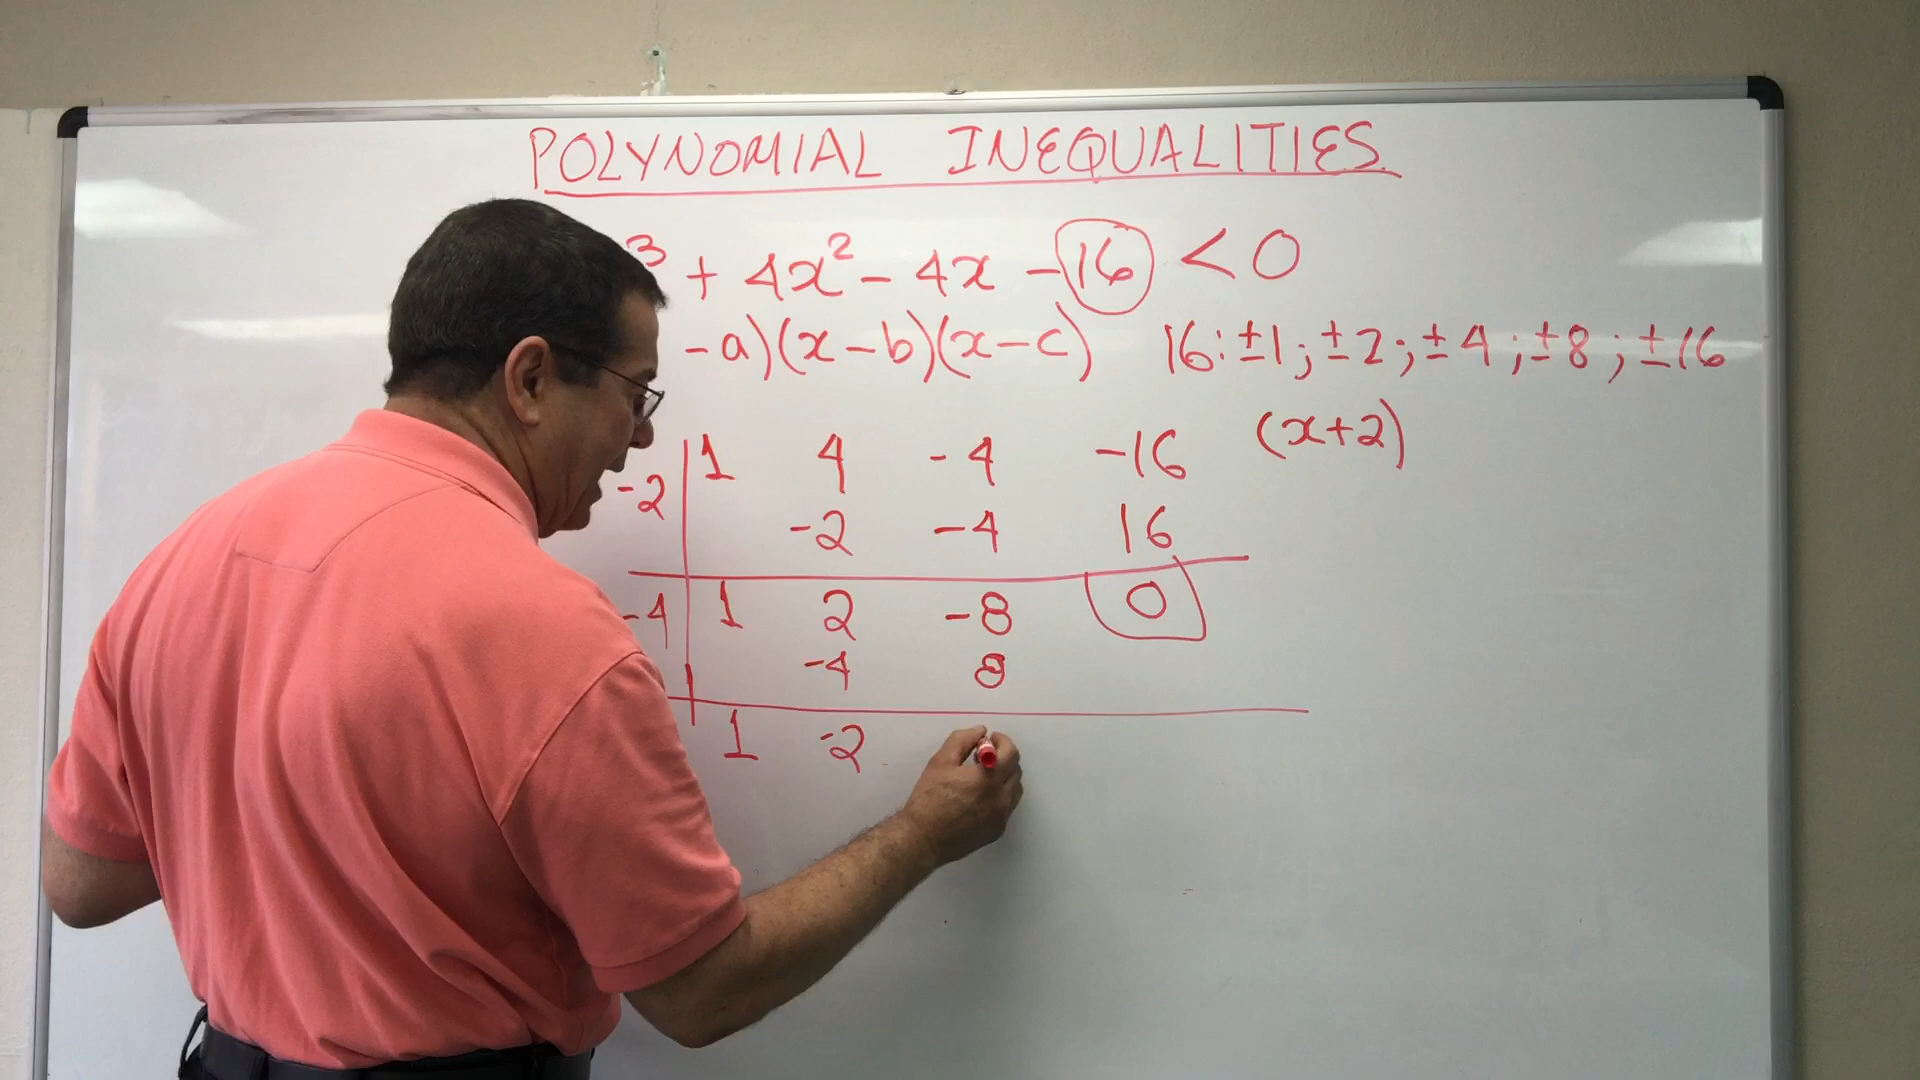 POLYNOMIAL INEQUALITIES.
³ + 4x² - 4x - 16 < 0
-a)(x-b)(x-c) 16: ±1; ±2; ±4; ±8; ±16
(x+2)
-2 | 1 4 -4 -16
-2 -4 16
-4 | 1 2 -8 0
-4 8
1 -2